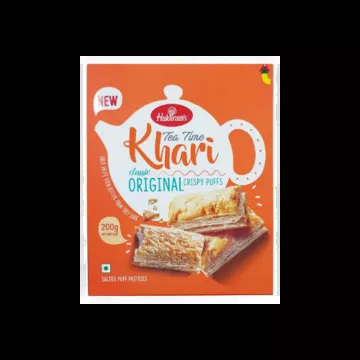 NEW
Haldiram's
Tea Time
Khari
classic
ORIGINAL CRISPY PUFFS
200g
SALTED PUFF PASTRIES